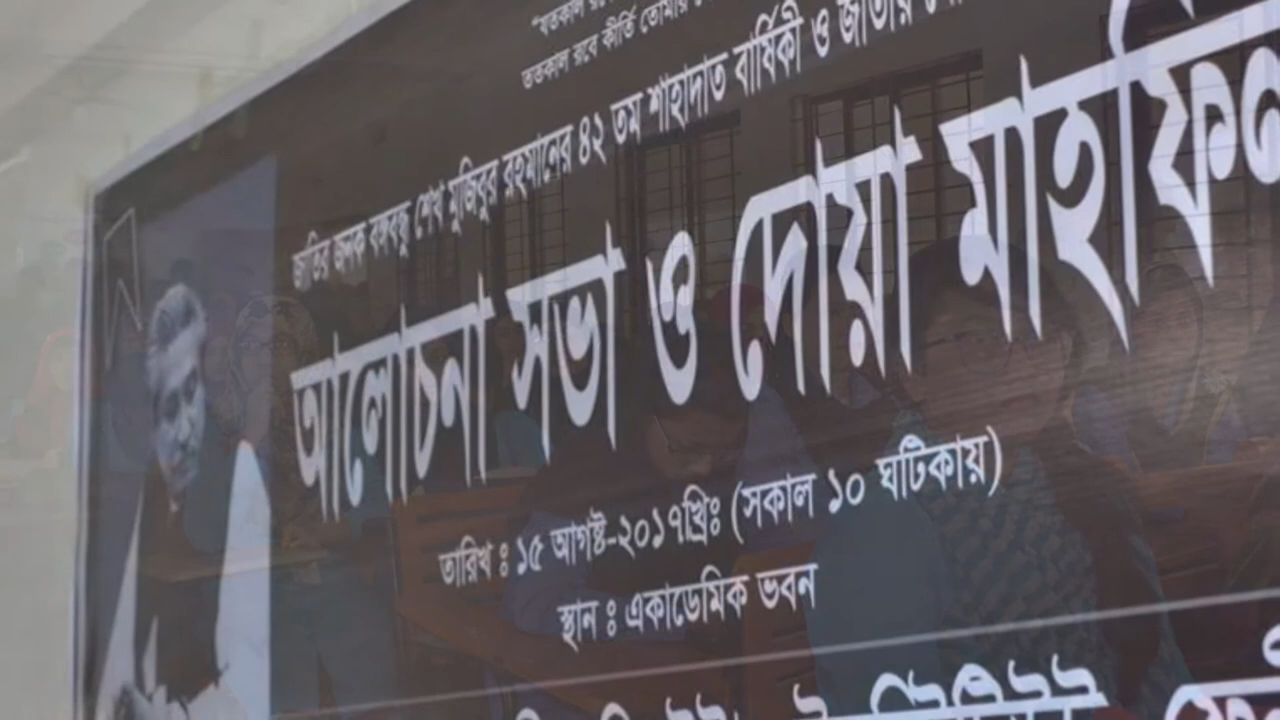 "যতকাল
ততকাল রবে কীর্তি তোমার
জাতির জনক বঙ্গবন্ধু শেখ মুজিবুর রহমানের ৪২ তম শাহাদাত বার্ষিকী ও জাতীয়
আলোচনা সভা ও দোয়া মাহফিল
তারিখ ঃ ১৫ আগষ্ট-২০১৭খ্রিঃ (সকাল ১০ ঘটিকায়)
স্থান ঃ একাডেমিক ভবন